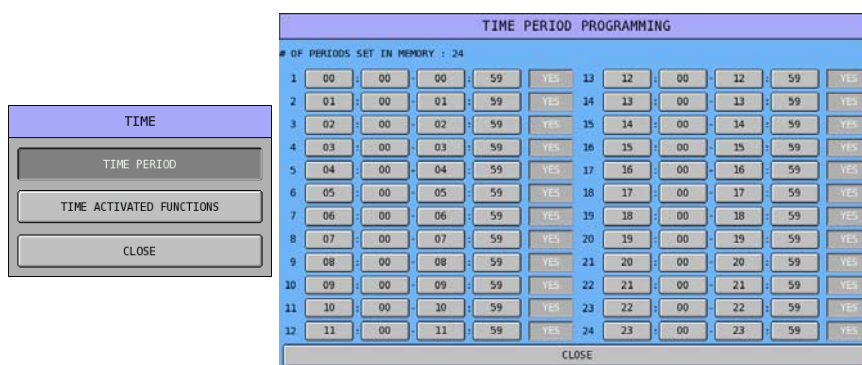 TIME
TIME PERIOD
TIME ACTIVATED FUNCTIONS
CLOSE
TIME PERIOD PROGRAMMING
# OF PERIODS SET IN MEMORY : 24
1 00 : 00 - 00 : 59 YES 13 12 : 00 - 12 : 59 YES
2 01 : 00 - 01 : 59 YES 14 13 : 00 - 13 : 59 YES
3 02 : 00 - 02 : 59 YES 15 14 : 00 - 14 : 59 YES
4 03 : 00 - 03 : 59 YES 16 15 : 00 - 15 : 59 YES
5 04 : 00 - 04 : 59 YES 17 16 : 00 - 16 : 59 YES
6 05 : 00 - 05 : 59 YES 18 17 : 00 - 17 : 59 YES
7 06 : 00 - 06 : 59 YES 19 18 : 00 - 18 : 59 YES
8 07 : 00 - 07 : 59 YES 20 19 : 00 - 19 : 59 YES
9 08 : 00 - 08 : 59 YES 21 20 : 00 - 20 : 59 YES
10 09 : 00 - 09 : 59 YES 22 21 : 00 - 21 : 59 YES
11 10 : 00 - 10 : 59 YES 23 22 : 00 - 22 : 59 YES
12 11 : 00 - 11 : 59 YES 24 23 : 00 - 23 : 59 YES
CLOSE